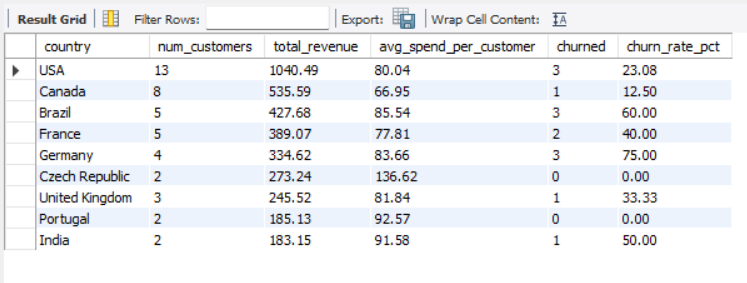 Result Grid Filter Rows: Export: Wrap Cell Content: IA
country num_customers total_revenue avg_spend_per_customer churned churn_rate_pct
USA 13 1040.49 80.04 3 23.08
Canada 8 535.59 66.95 1 12.50
Brazil 5 427.68 85.54 3 60.00
France 5 389.07 77.81 2 40.00
Germany 4 334.62 83.66 3 75.00
Czech Republic 2 273.24 136.62 0 0.00
United Kingdom 3 245.52 81.84 1 33.33
Portugal 2 185.13 92.57 0 0.00
India 2 183.15 91.58 1 50.00